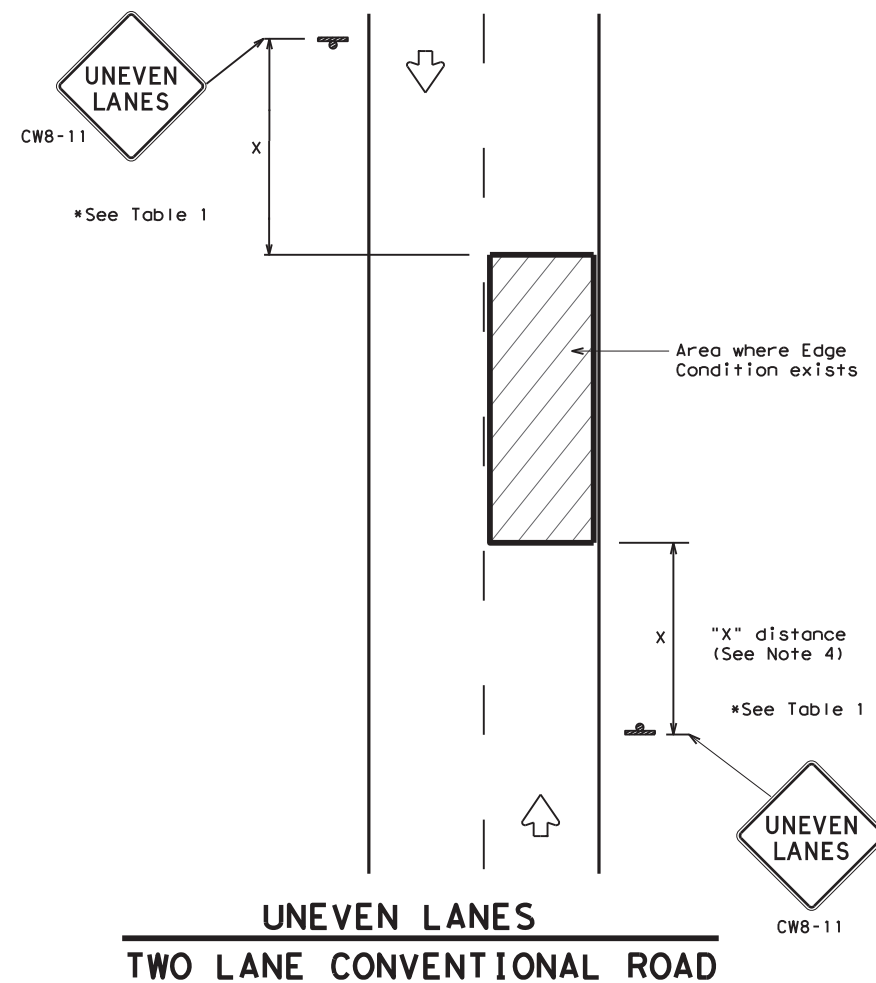 UNEVEN
LANES
CW8-11
X
*See Table 1
Area where Edge
Condition exists
X
"X" distance
(See Note 4)
*See Table 1
UNEVEN
LANES
CW8-11
UNEVEN LANES
TWO LANE CONVENTIONAL ROAD